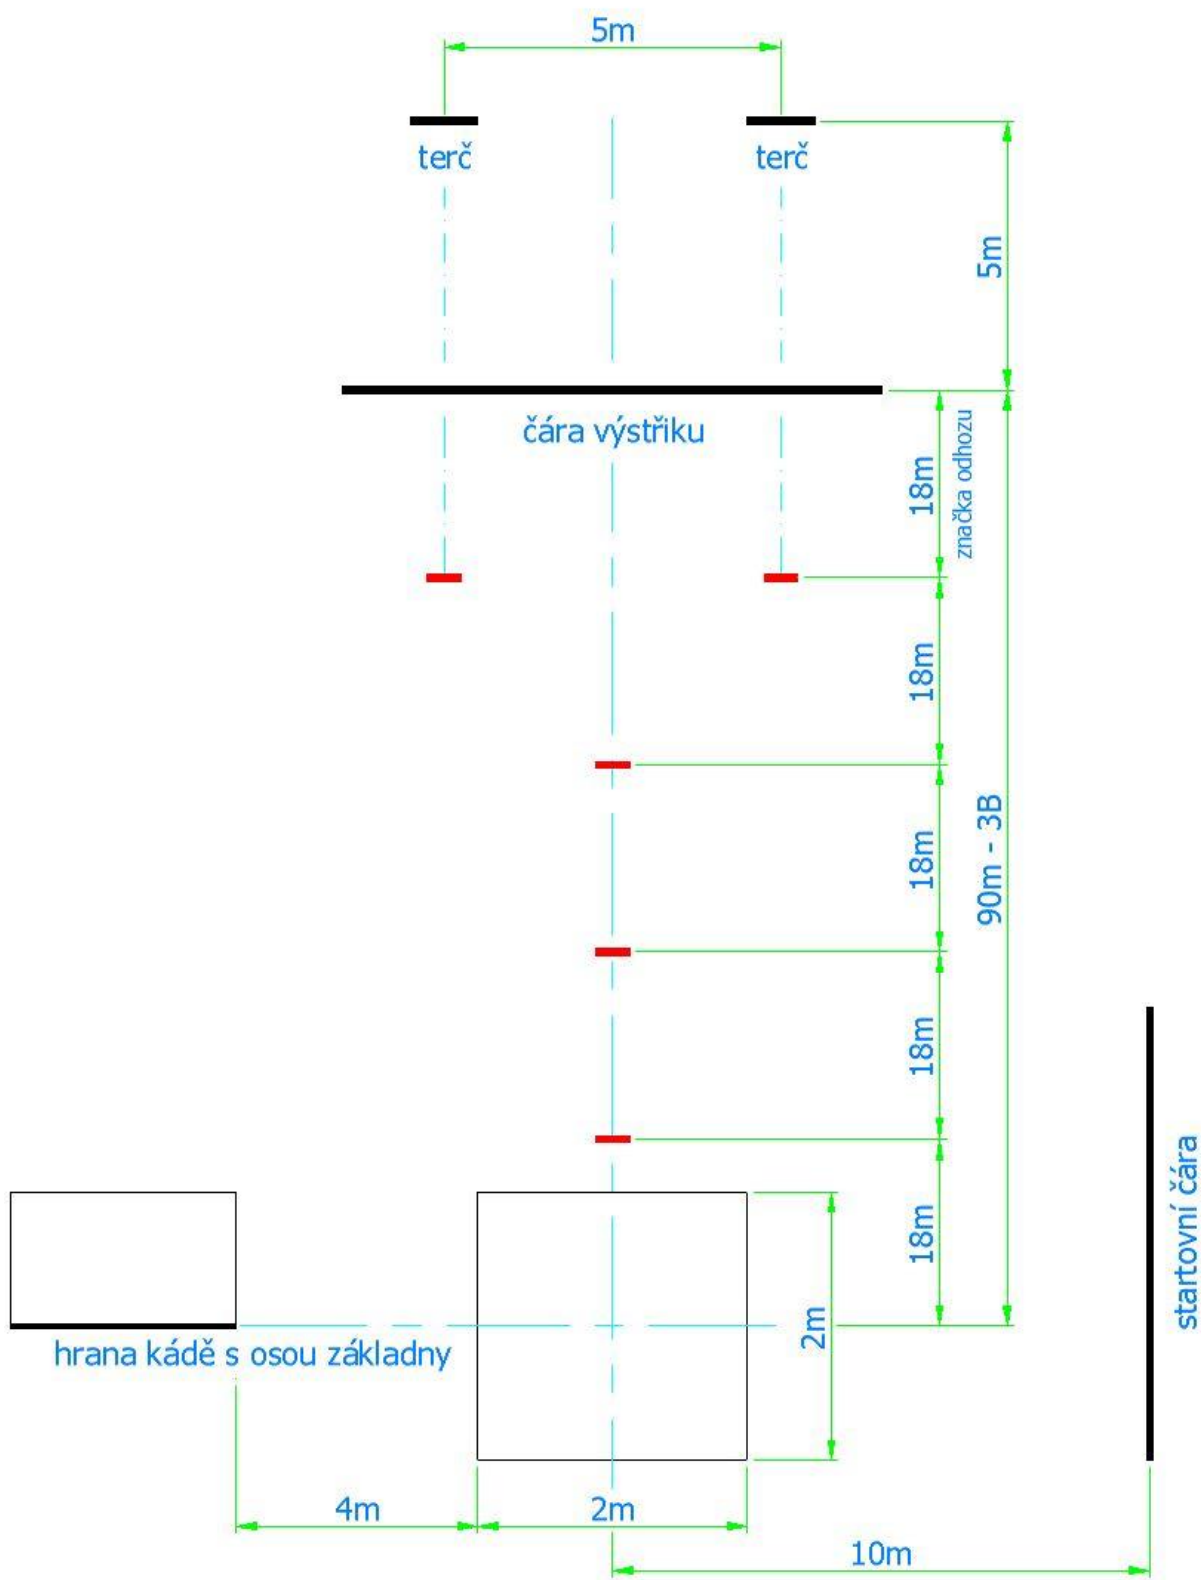 5m
terč
terč
5m
čára výstřiku
18m
značka odhozu
18m
18m
90m - 3B
18m
18m
startovní čára
2m
hrana kádě s osou základny
4m
2m
10m